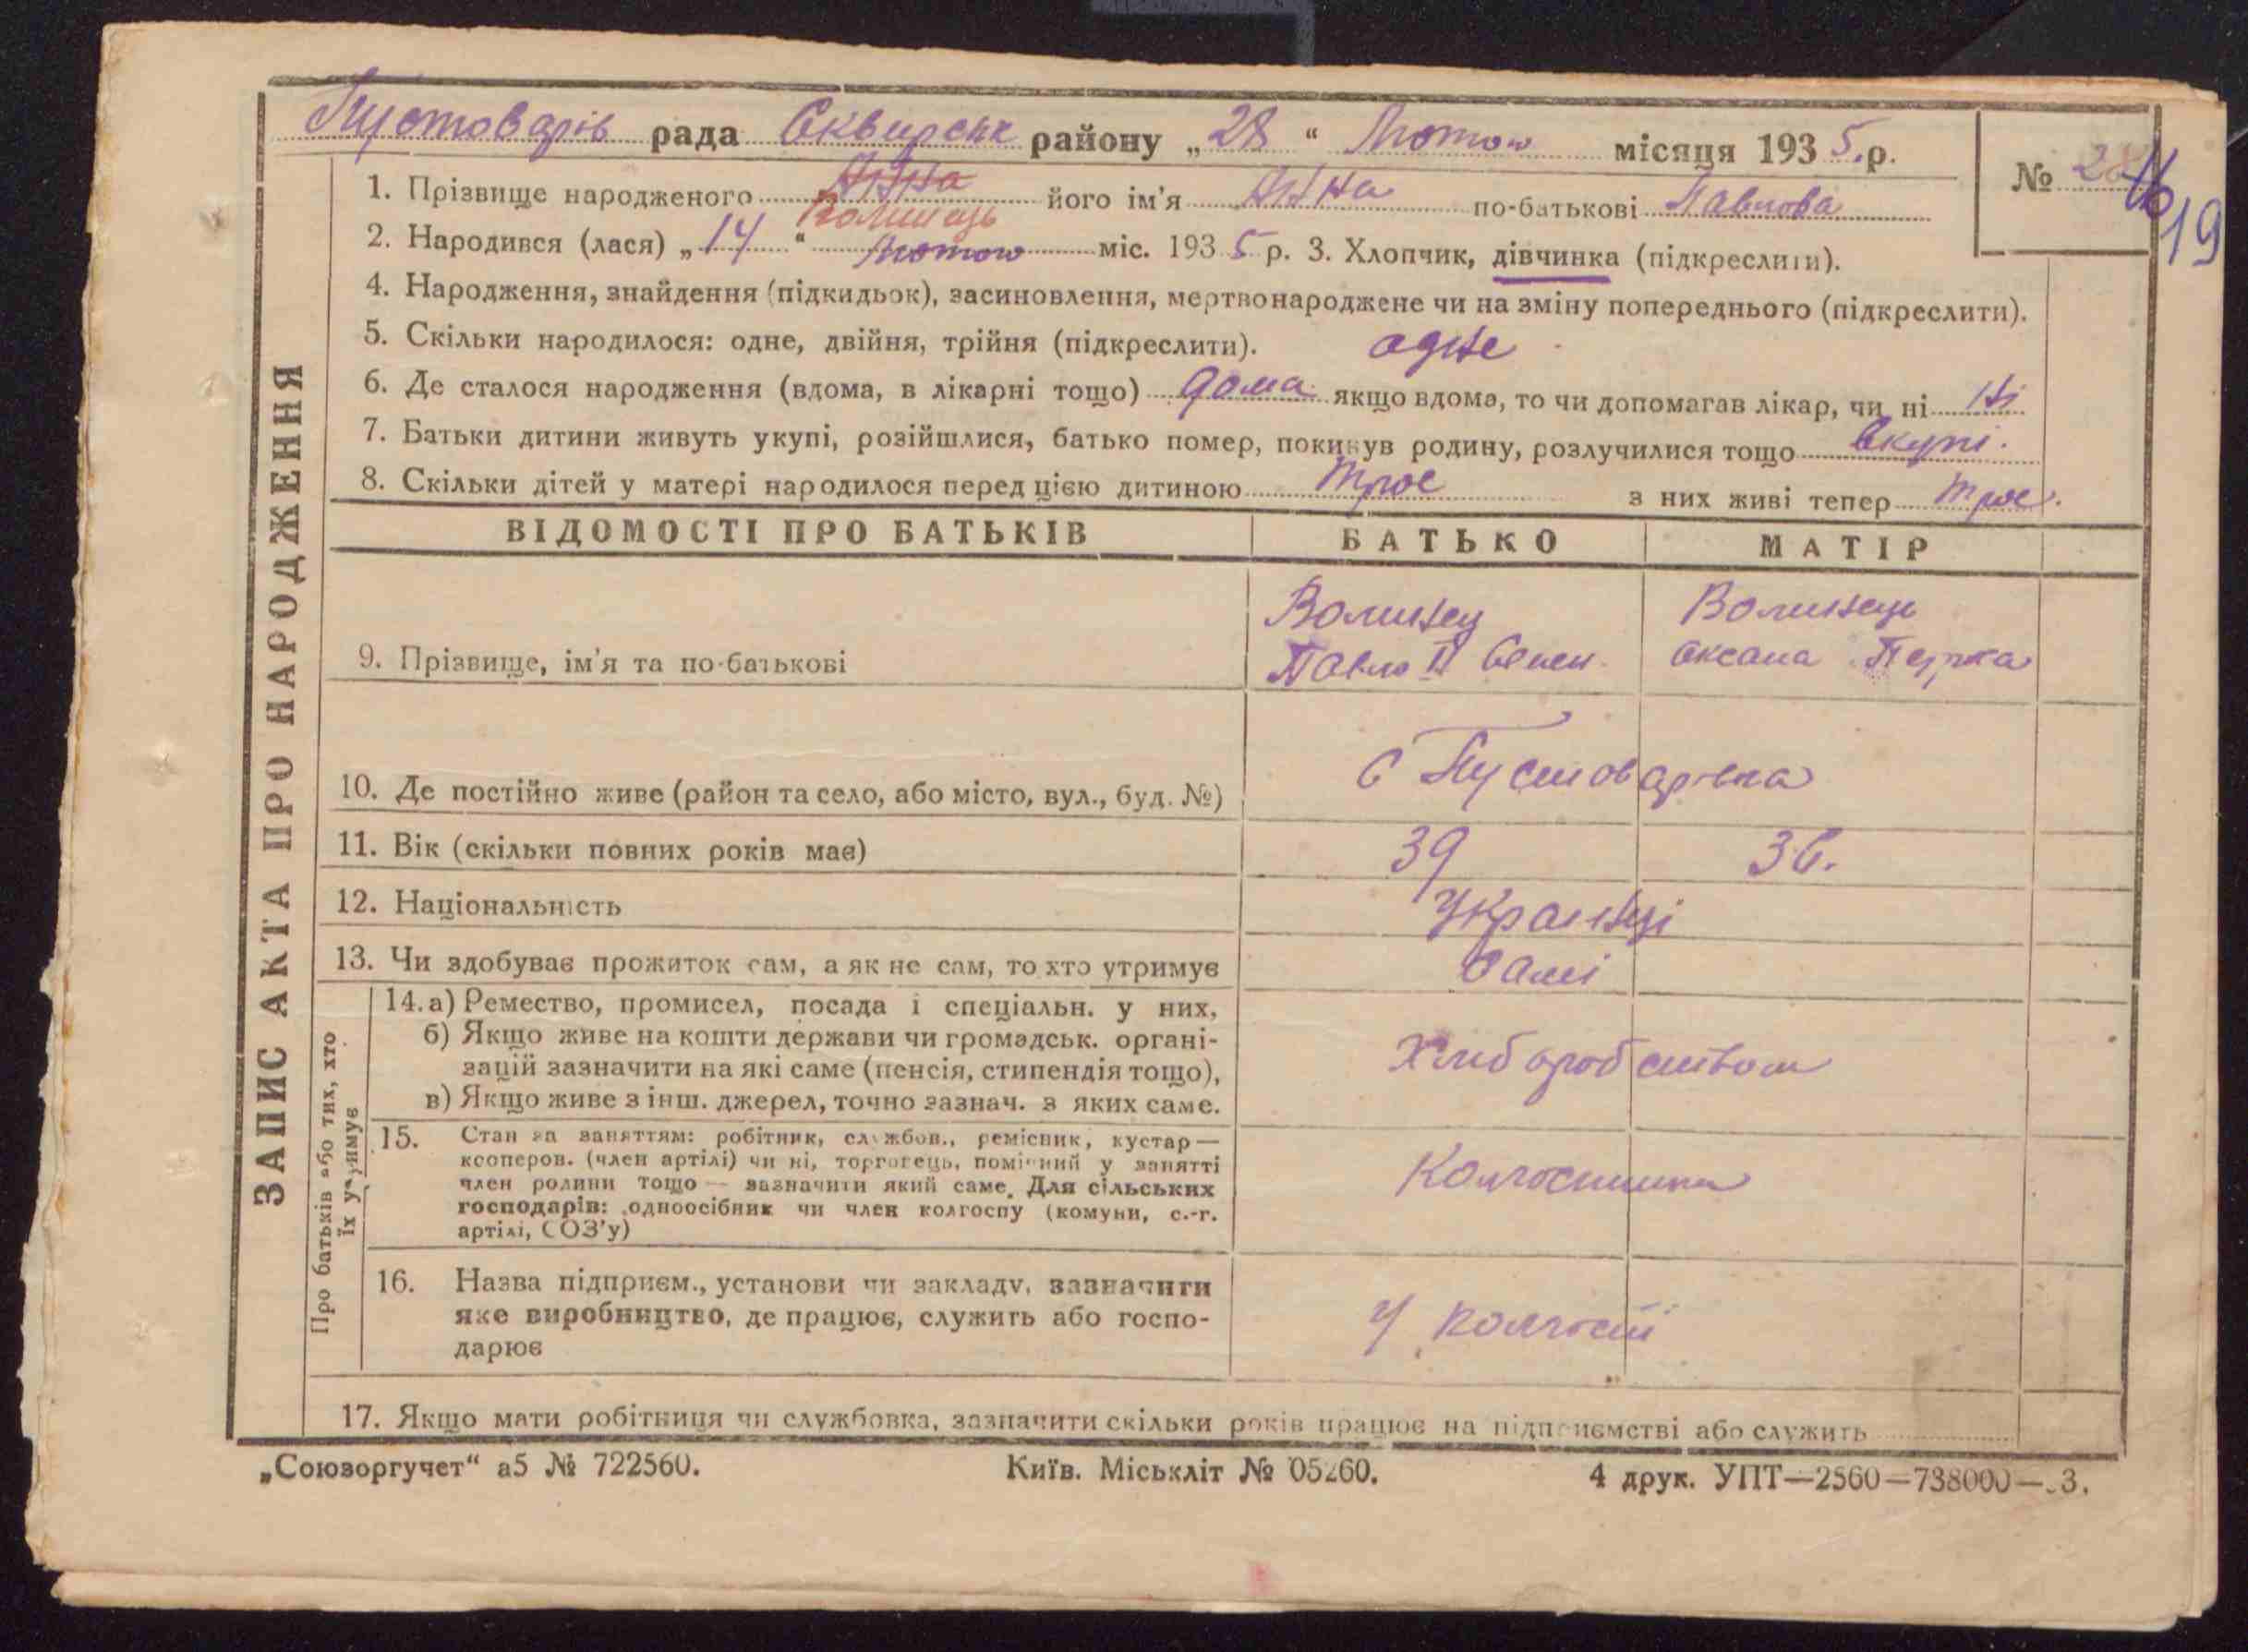 Пустоварів рада Сквирськ району „28“ Лютого місяця 1935.р.
№ 28 16
19
1. Прізвище народженого Анна його ім'я Анна по-батькові Павлова
Волинець
2. Народився (лася) „14“ Лютого міс. 1935 р. 3. Хлопчик, дівчинка (підкреслити).
4. Народження, знайдення (підкидьок), засиновлення, мертвонароджене чи на зміну попереднього (підкреслити).
5. Скільки народилося: одне, двійня, трійня (підкреслити). одне
6. Де сталося народження (вдома, в лікарні тощо) дома якщо вдома, то чи допомагав лікар, чи ні ні
7. Батьки дитини живуть укупі, розійшлися, батько помер, покинув родину, розлучилися тощо вкупі.
8. Скільки дітей у матері народилося перед цією дитиною троє з них живі тепер троє.
ВІДОМОСТІ ПРО БАТЬКІВ БАТЬКО МАТІР
Волинец Волинець
9. Прізвище, ім'я та по-батькові Павло II Семен. Оксана
10. Де постійно живе (район та село, або місто, вул., буд. №) с Пустоварівка
11. Вік (скільки повних років має) 39 36.
12. Національність Українці
13. Чи здобуває прожиток сам, а як не сам, то хто утримує Самі
14. а) Ремество, промисел, посада і спеціальн. у них,
б) Якщо живе на кошти держави чи громадськ. органі-
зацій зазначити на які саме (пенсія, стипендія тощо), Хліборобством
в) Якщо живе з інш. джерел, точно зазнач. з яких саме.
15. Стан за заняттям: робітник, службов., ремісник, кустар —
кооперов. (член артілі) чи ні, торговець, помічний у занятті
член родини тощо — зазначити який саме. Для сільських Колгоспники
господарів: одноосібник чи член колгоспу (комуни, с.-г.
артілі, СОЗ'у)
16. Назва підприєм., установи чи закладу, зазначити
яке виробництво, де працює, служить або госпо- У колгоспі
дарює
17. Якщо мати робітниця чи службовка, зазначити скільки років працює на підприємстві або служить
ЗАПИС АКТА ПРО НАРОДЖЕННЯ
Про батьків або тих, хто
їх утримує
„Союзоргучет“ а5 № 722560. Київ. Міськліт № 05260. 4 друк. УПТ—2560—738000—